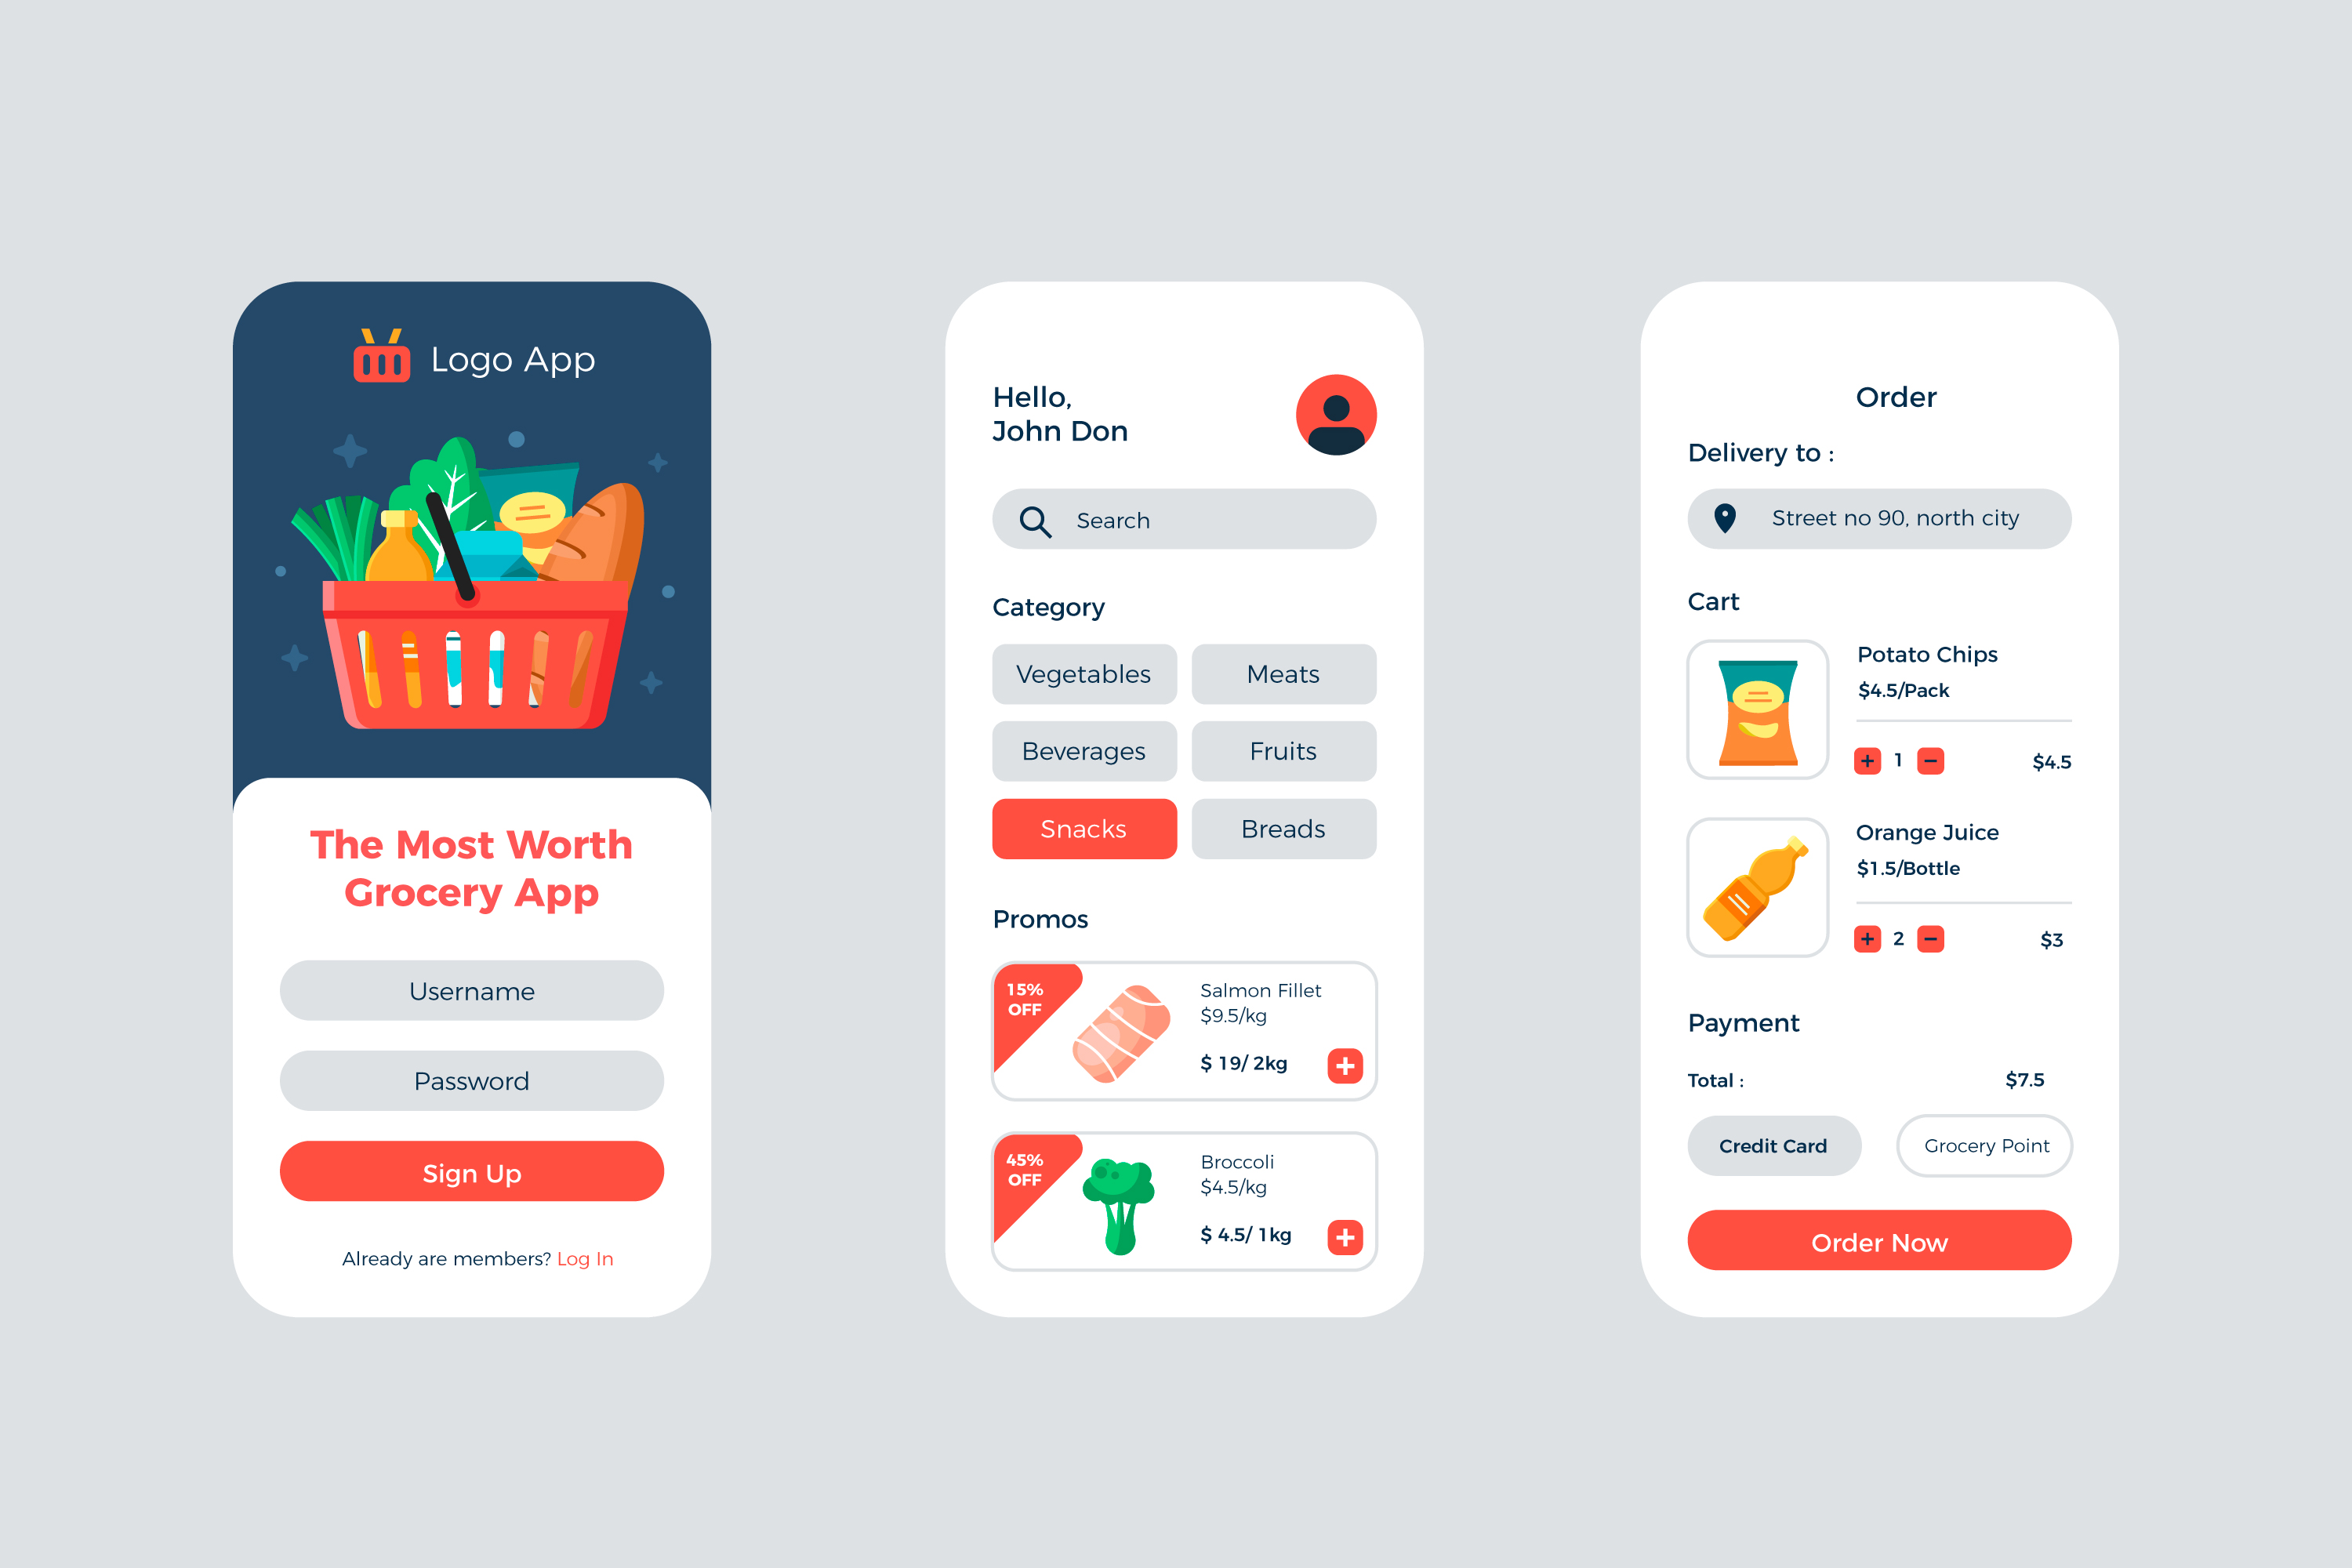 Logo App
The Most Worth
Grocery App
Username
Password
Sign Up
Already are members? Log In
Hello,
John Don
Search
Category
Vegetables
Meats
Beverages
Fruits
Snacks
Breads
Promos
15%
OFF
Salmon Fillet
$9.5/kg
$ 19/ 2kg
45%
OFF
Broccoli
$4.5/kg
$ 4.5/ 1kg
Order
Delivery to :
Street no 90, north city
Cart
Potato Chips
$4.5/Pack
+ 1 − $4.5
Orange Juice
$1.5/Bottle
+ 2 − $3
Payment
Total : $7.5
Credit Card
Grocery Point
Order Now